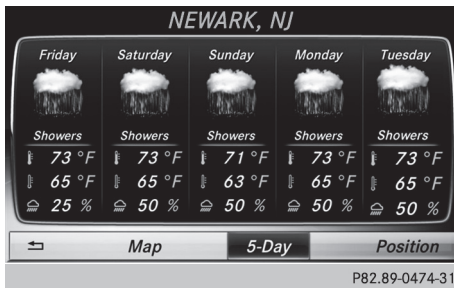 NEWARK, NJ
Friday Saturday Sunday Monday Tuesday
Showers Showers Showers Showers Showers
73 °F 73 °F 71 °F 73 °F 73 °F
65 °F 65 °F 63 °F 65 °F 65 °F
25 % 50 % 50 % 50 % 50 %
Map 5-Day Position
P82.89-0474-31